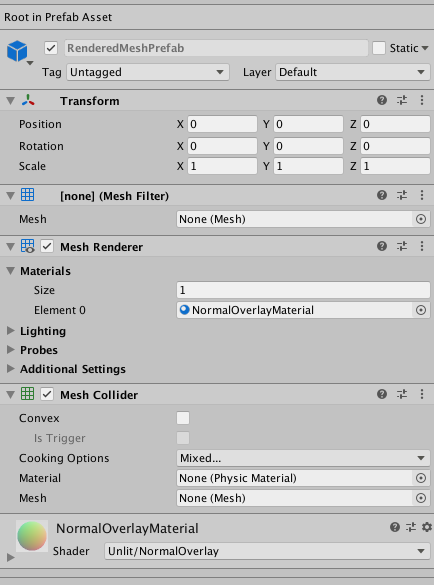 Root in Prefab Asset
RenderedMeshPrefab Static
Tag Untagged Layer Default
Transform
Position X 0 Y 0 Z 0
Rotation X 0 Y 0 Z 0
Scale X 1 Y 1 Z 1
[none] (Mesh Filter)
Mesh None (Mesh)
Mesh Renderer
Materials
Size 1
Element 0 NormalOverlayMaterial
Lighting
Probes
Additional Settings
Mesh Collider
Convex
Is Trigger
Cooking Options Mixed...
Material None (Physic Material)
Mesh None (Mesh)
NormalOverlayMaterial
Shader Unlit/NormalOverlay